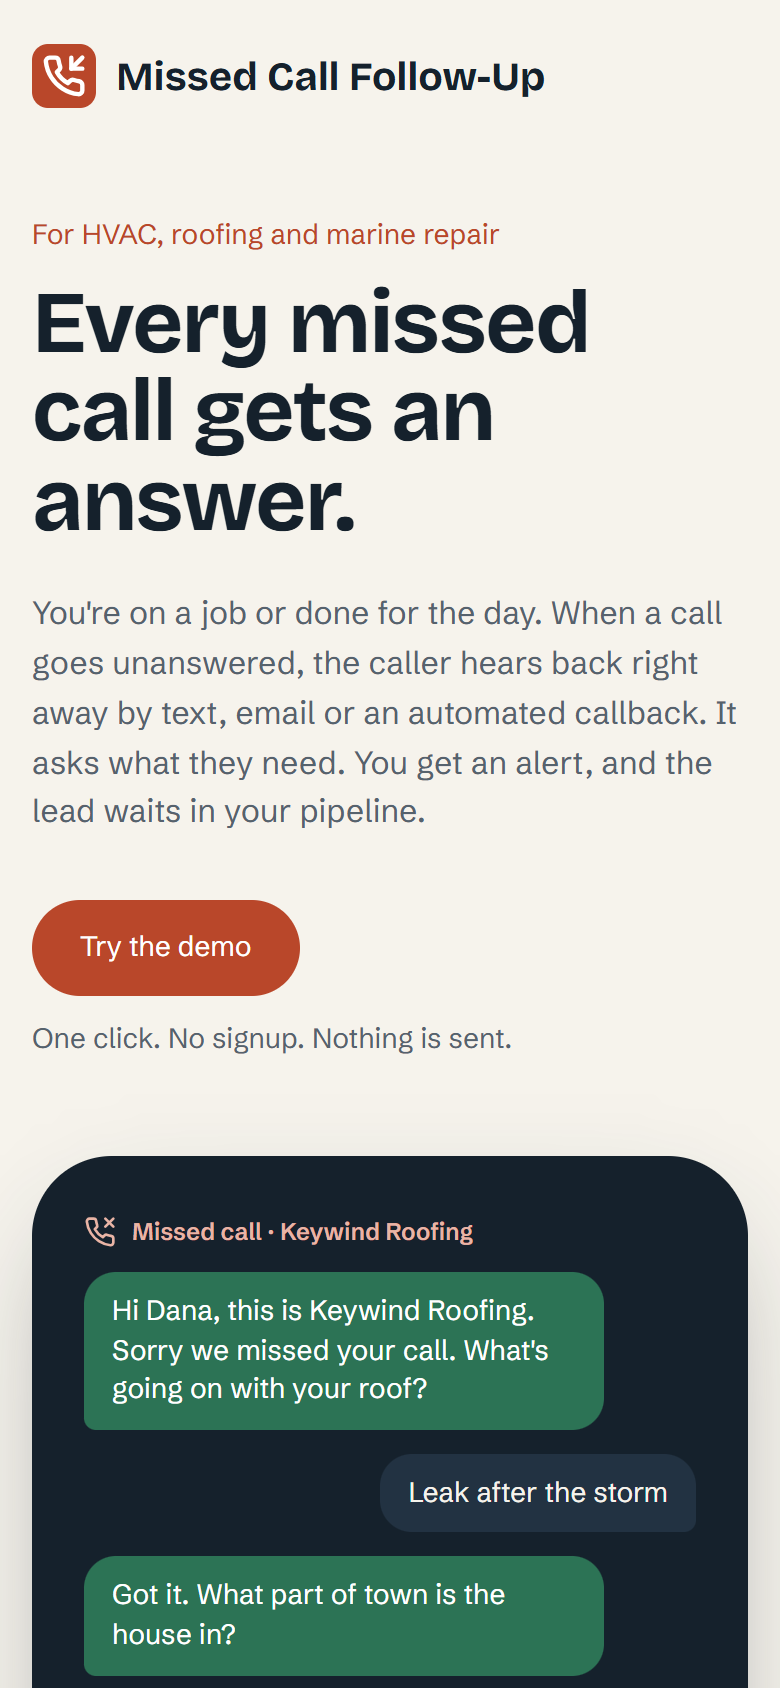 Missed Call Follow-Up
For HVAC, roofing and marine repair
Every missed
call gets an
answer.
You're on a job or done for the day. When a call
goes unanswered, the caller hears back right
away by text, email or an automated callback. It
asks what they need. You get an alert, and the
lead waits in your pipeline.
Try the demo
One click. No signup. Nothing is sent.
Missed call · Keywind Roofing
Hi Dana, this is Keywind Roofing.
Sorry we missed your call. What's
going on with your roof?
Leak after the storm
Got it. What part of town is the
house in?